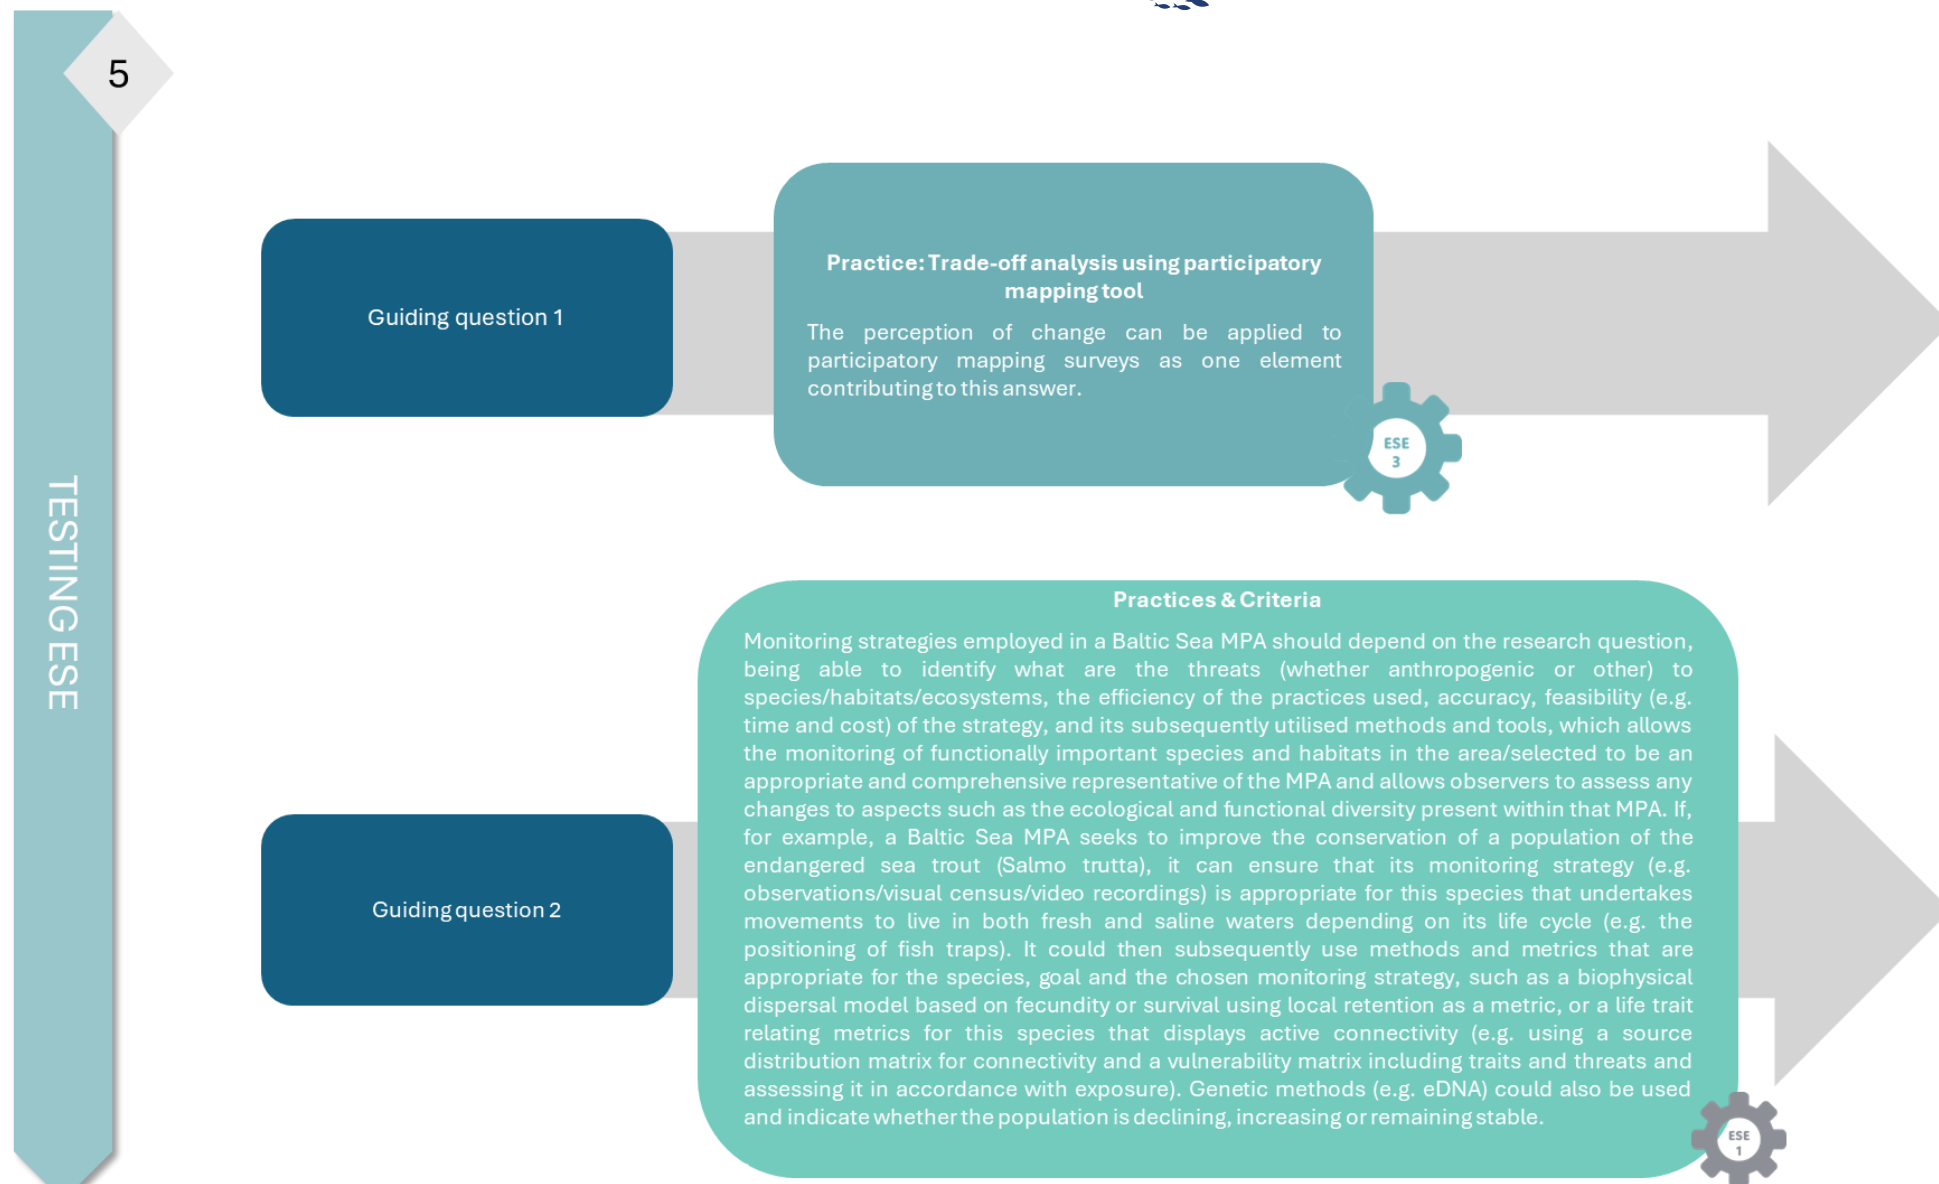 5
TESTING ESE
Guiding question 1
Practice: Trade-off analysis using participatory
mapping tool
The perception of change can be applied to
participatory mapping surveys as one element
contributing to this answer.
ESE
3
Guiding question 2
Practices & Criteria
Monitoring strategies employed in a Baltic Sea MPA should depend on the research question,
being able to identify what are the threats (whether anthropogenic or other) to
species/habitats/ecosystems, the efficiency of the practices used, accuracy, feasibility (e.g.
time and cost) of the strategy, and its subsequently utilised methods and tools, which allows
the monitoring of functionally important species and habitats in the area/selected to be an
appropriate and comprehensive representative of the MPA and allows observers to assess any
changes to aspects such as the ecological and functional diversity present within that MPA. If,
for example, a Baltic Sea MPA seeks to improve the conservation of a population of the
endangered sea trout (Salmo trutta), it can ensure that its monitoring strategy (e.g.
observations/visual census/video recordings) is appropriate for this species that undertakes
movements to live in both fresh and saline waters depending on its life cycle (e.g. the
positioning of fish traps). It could then subsequently use methods and metrics that are
appropriate for the species, goal and the chosen monitoring strategy, such as a biophysical
dispersal model based on fecundity or survival using local retention as a metric, or a life trait
relating metrics for this species that displays active connectivity (e.g. using a source
distribution matrix for connectivity and a vulnerability matrix including traits and threats and
assessing it in accordance with exposure). Genetic methods (e.g. eDNA) could also be used
and indicate whether the population is declining, increasing or remaining stable.
ESE
1